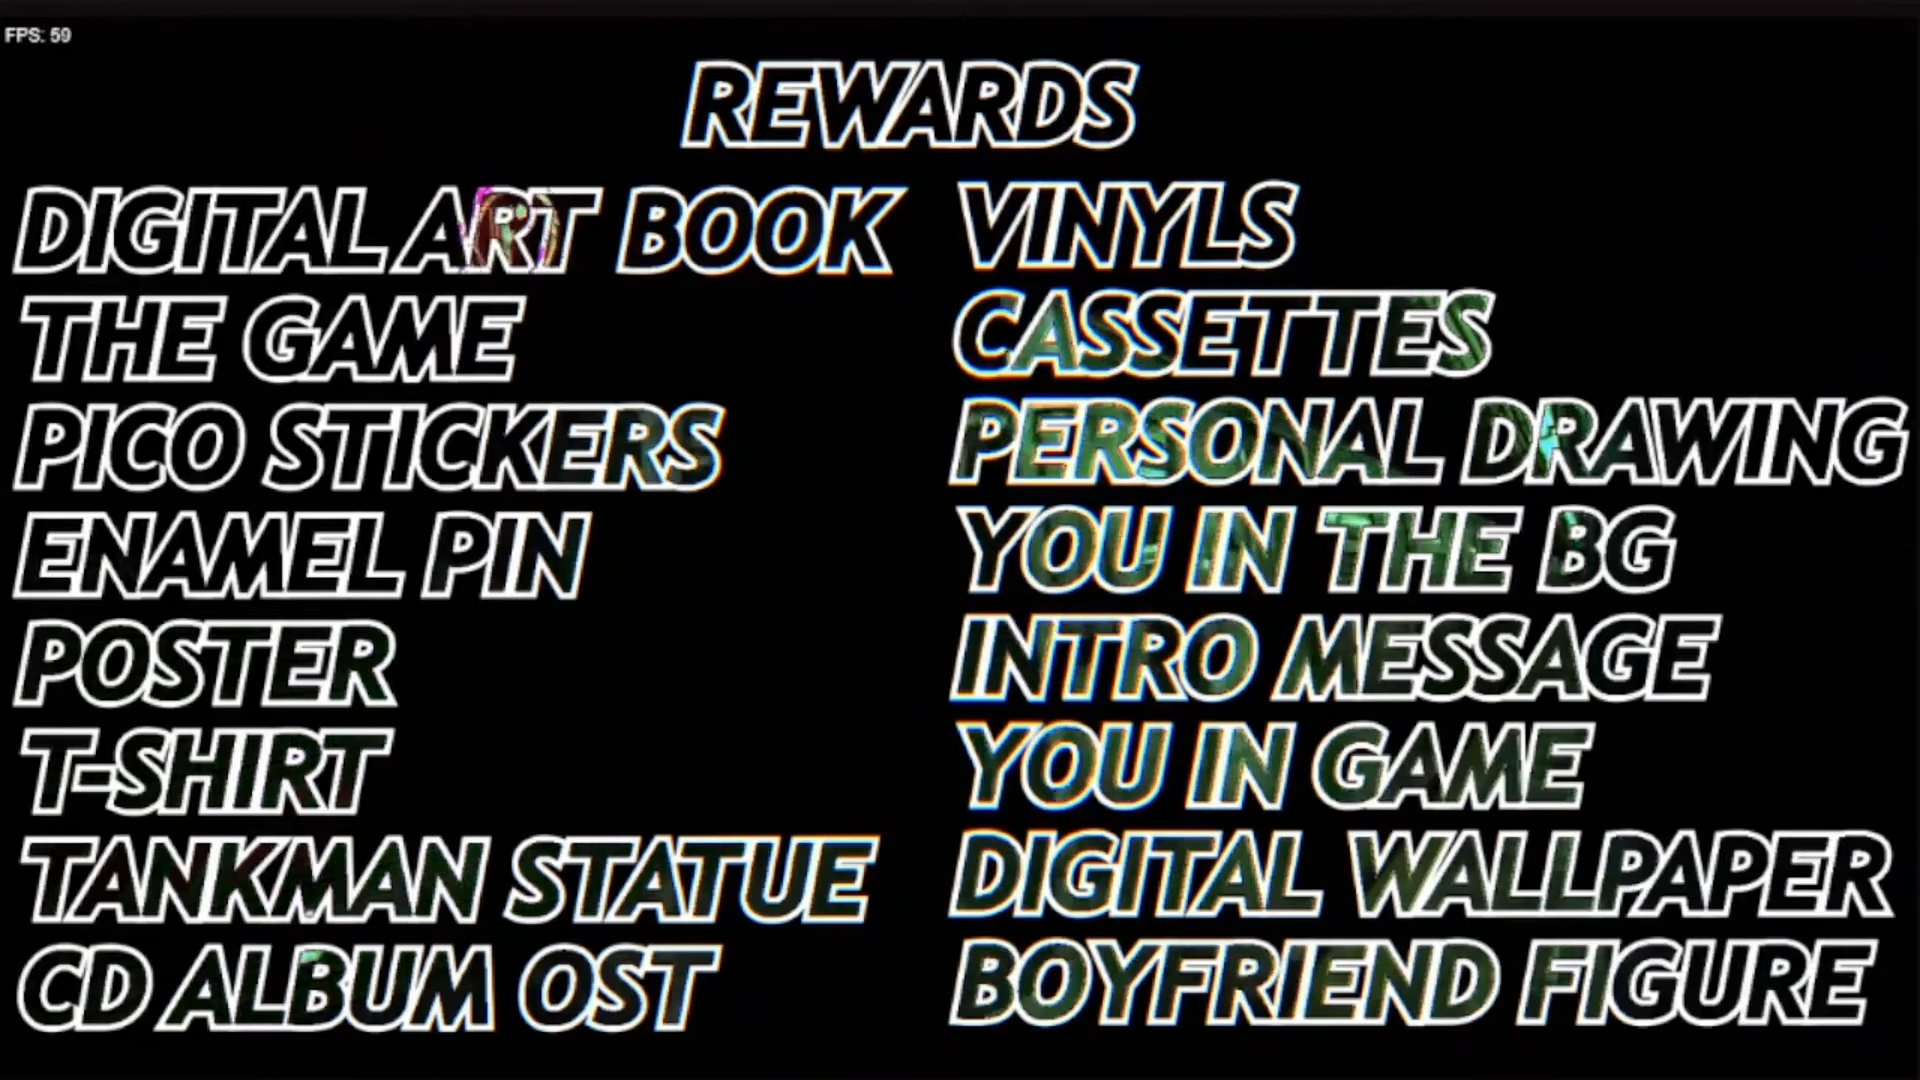 FPS: 59
REWARDS
DIGITAL ART BOOK
THE GAME
PICO STICKERS
ENAMEL PIN
POSTER
T-SHIRT
TANKMAN STATUE
CD ALBUM OST
VINYLS
CASSETTES
PERSONAL DRAWING
YOU IN THE BG
INTRO MESSAGE
YOU IN GAME
DIGITAL WALLPAPER
BOYFRIEND FIGURE